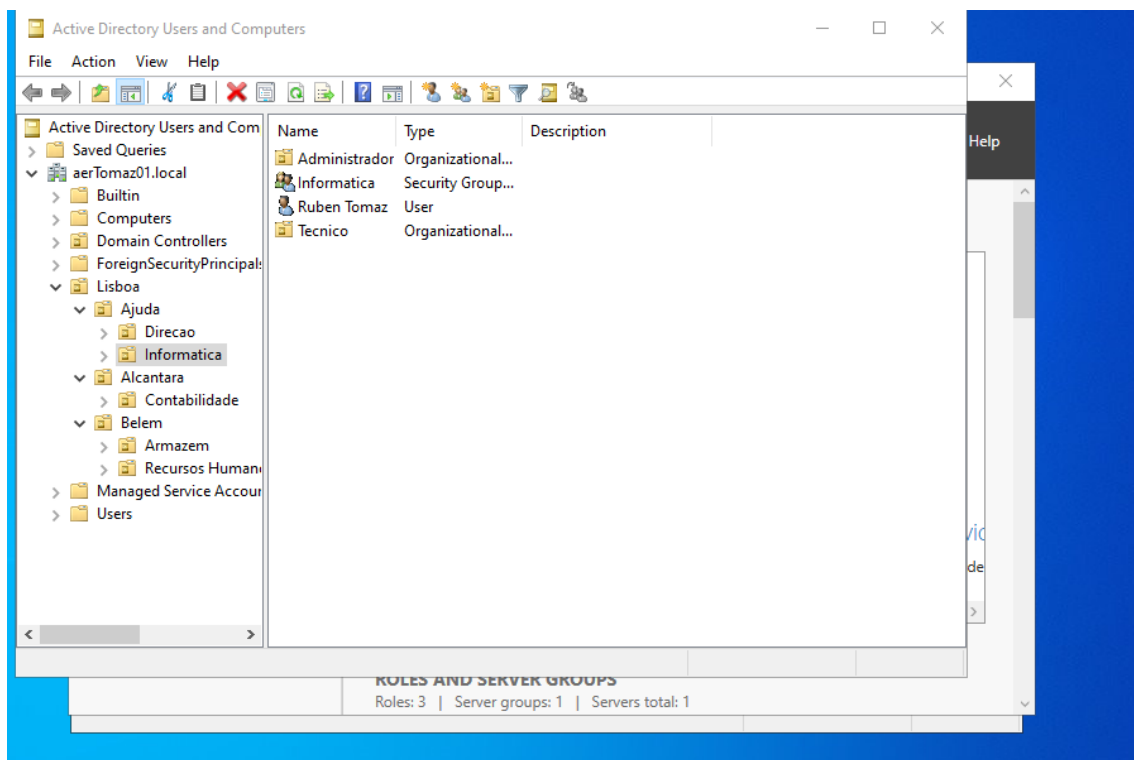 Active Directory Users and Computers
File Action View Help
Active Directory Users and Com
Saved Queries
aerTomaz01.local
Builtin
Computers
Domain Controllers
ForeignSecurityPrincipals
Lisboa
Ajuda
Direcao
Informatica
Alcantara
Contabilidade
Belem
Armazem
Recursos Human
Managed Service Accour
Users
Name Type Description
Administrador Organizational...
Informatica Security Group...
Ruben Tomaz User
Tecnico Organizational...
Help
vic
de
ROLES AND SERVER GROUPS
Roles: 3 | Server groups: 1 | Servers total: 1